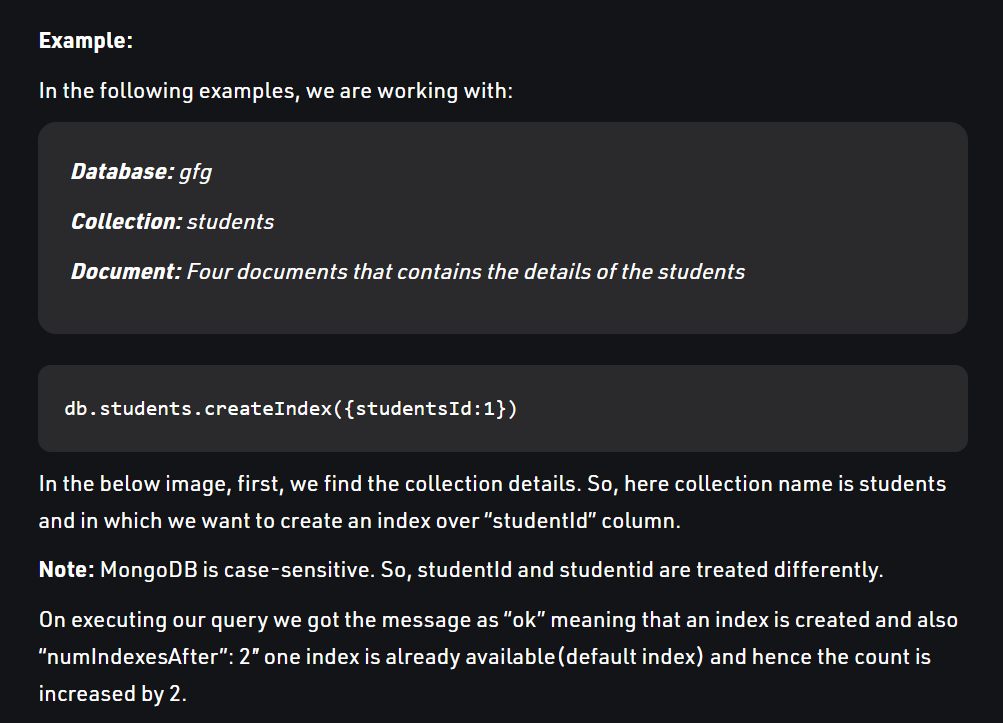 Example:
In the following examples, we are working with:
Database: gfg
Collection: students
Document: Four documents that contains the details of the students
db.students.createIndex({studentsId:1})
In the below image, first, we find the collection details. So, here collection name is students
and in which we want to create an index over “studentId” column.
Note: MongoDB is case-sensitive. So, studentId and studentid are treated differently.
On executing our query we got the message as “ok” meaning that an index is created and also
“numIndexesAfter”: 2″ one index is already available(default index) and hence the count is
increased by 2.